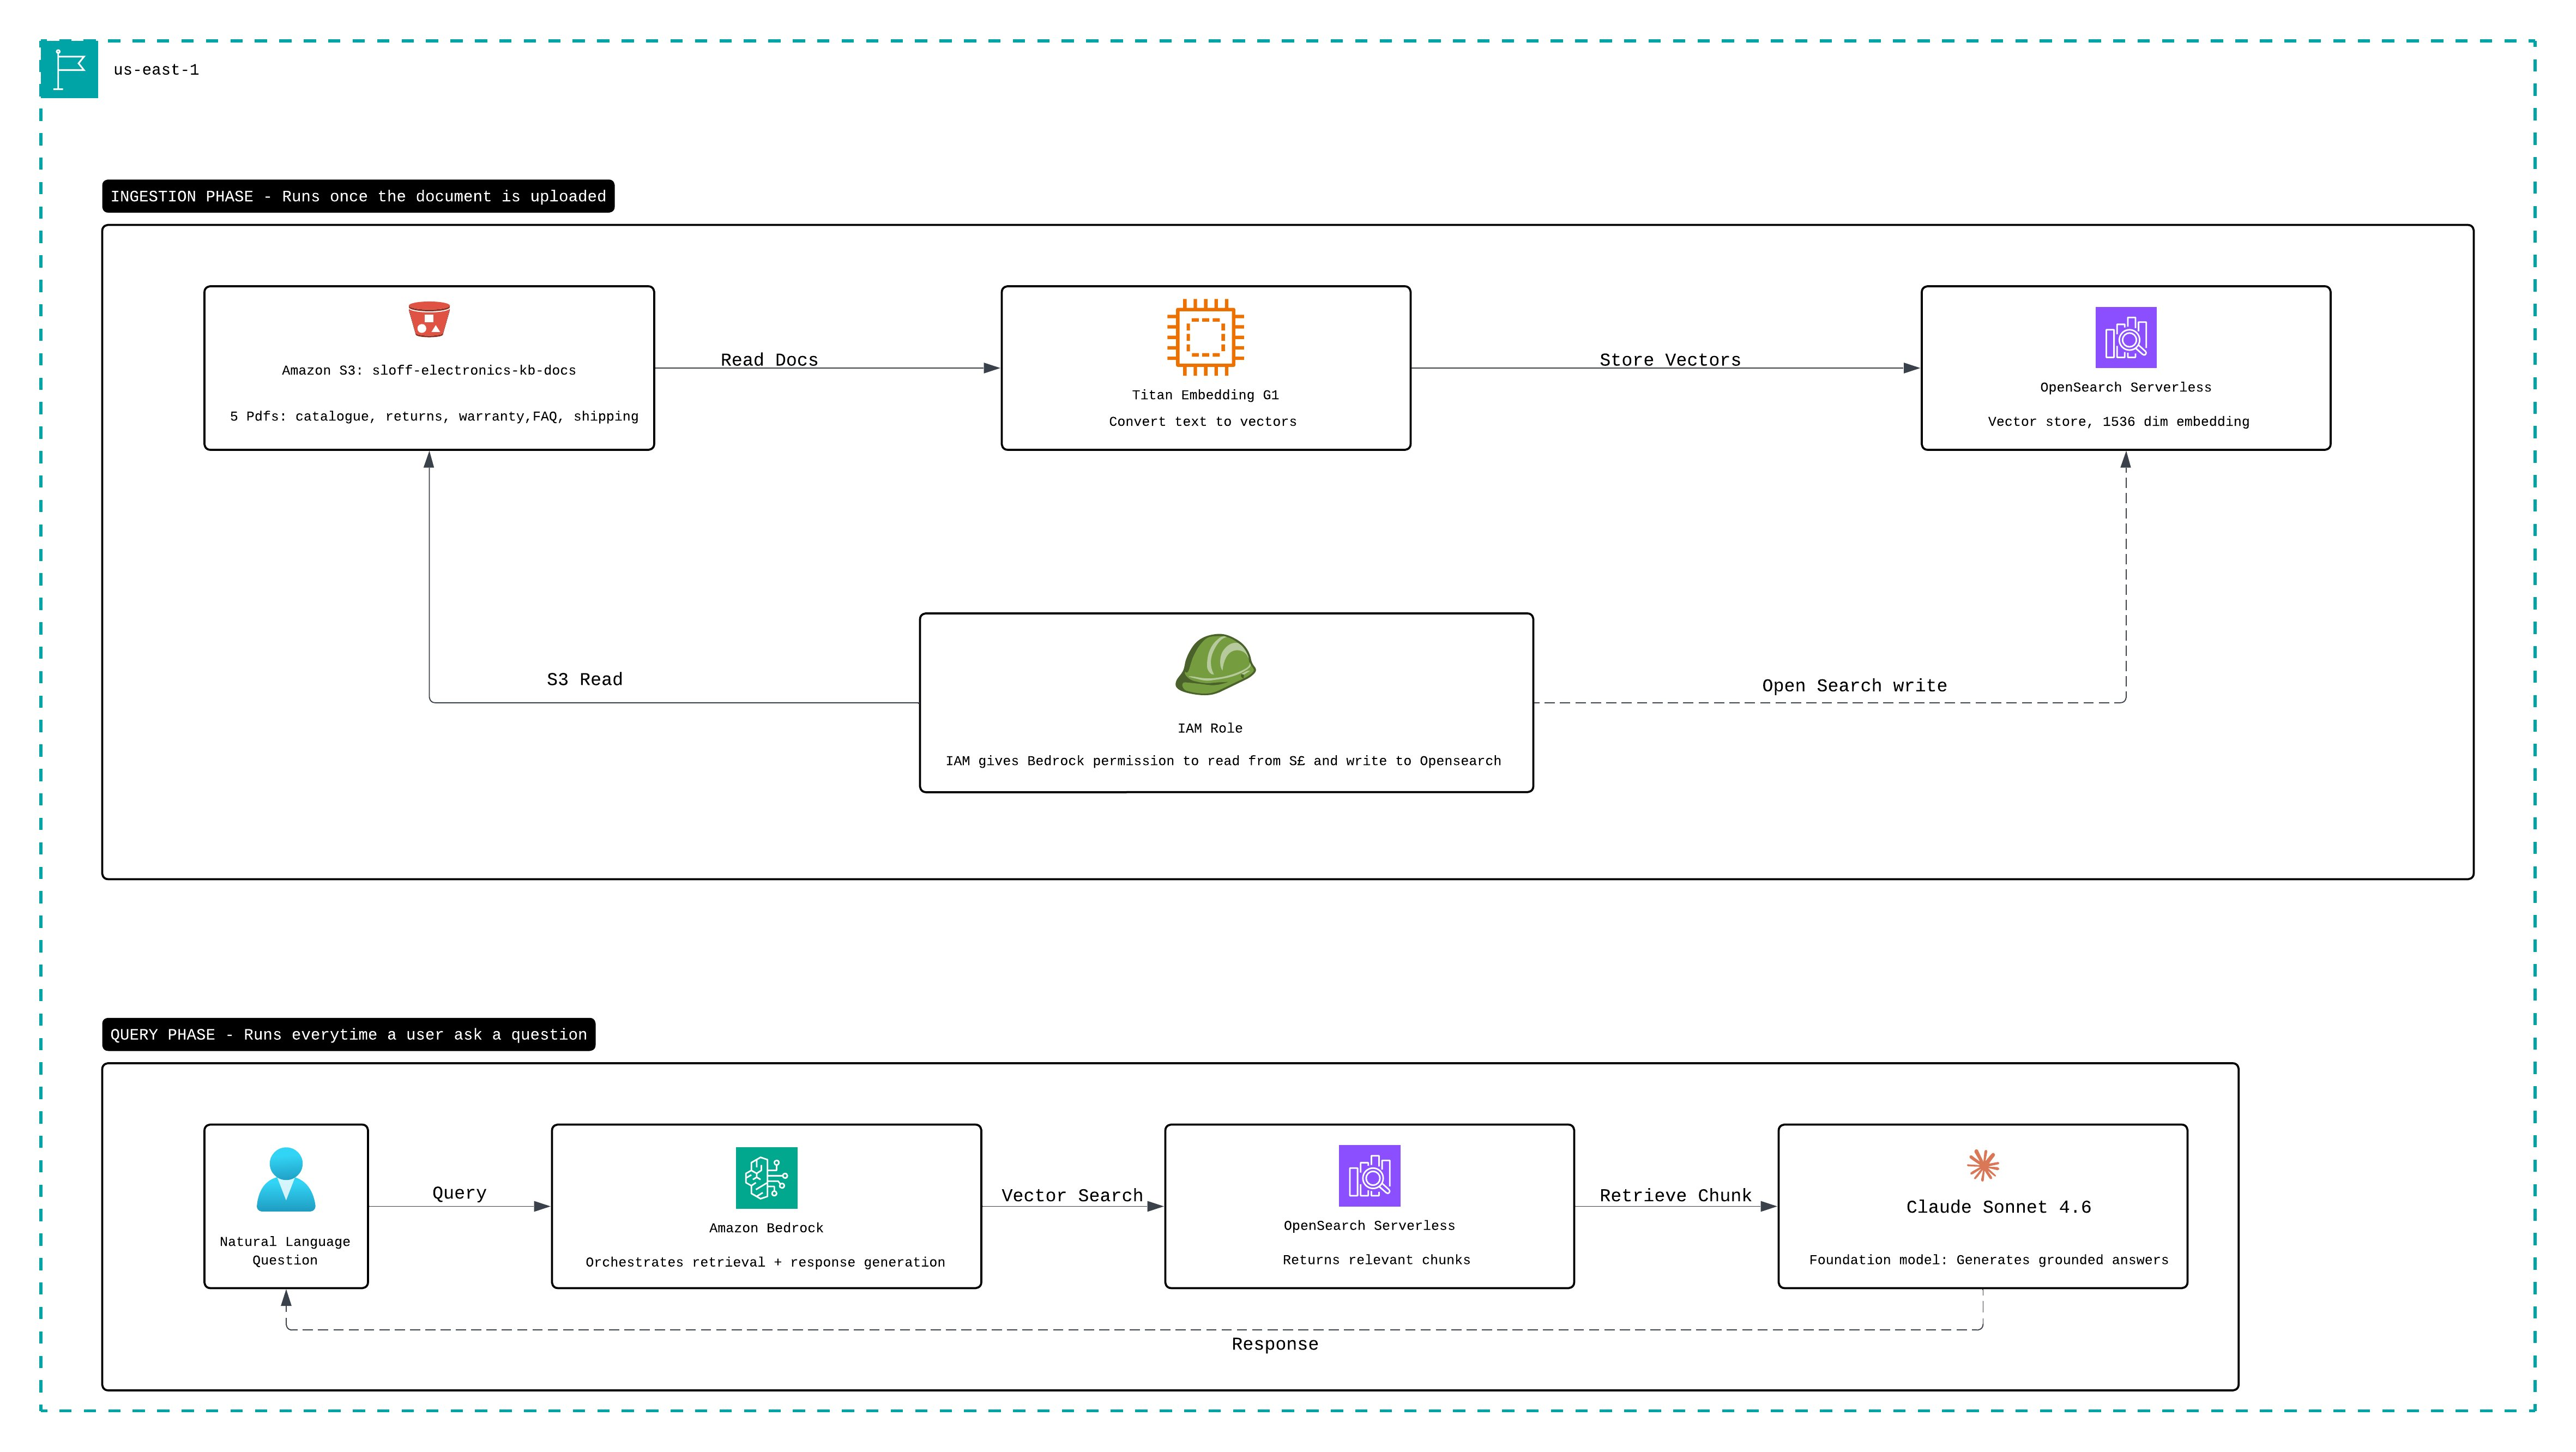 us-east-1
INGESTION PHASE - Runs once the document is uploaded
Amazon S3: sloff-electronics-kb-docs
5 Pdfs: catalogue, returns, warranty,FAQ, shipping
Read Docs
Titan Embedding G1
Convert text to vectors
Store Vectors
OpenSearch Serverless
Vector store, 1536 dim embedding
S3 Read
IAM Role
IAM gives Bedrock permission to read from S£ and write to Opensearch
Open Search write
QUERY PHASE - Runs everytime a user ask a question
Natural Language
Question
Query
Amazon Bedrock
Orchestrates retrieval + response generation
Vector Search
OpenSearch Serverless
Returns relevant chunks
Retrieve Chunk
Claude Sonnet 4.6
Foundation model: Generates grounded answers
Response